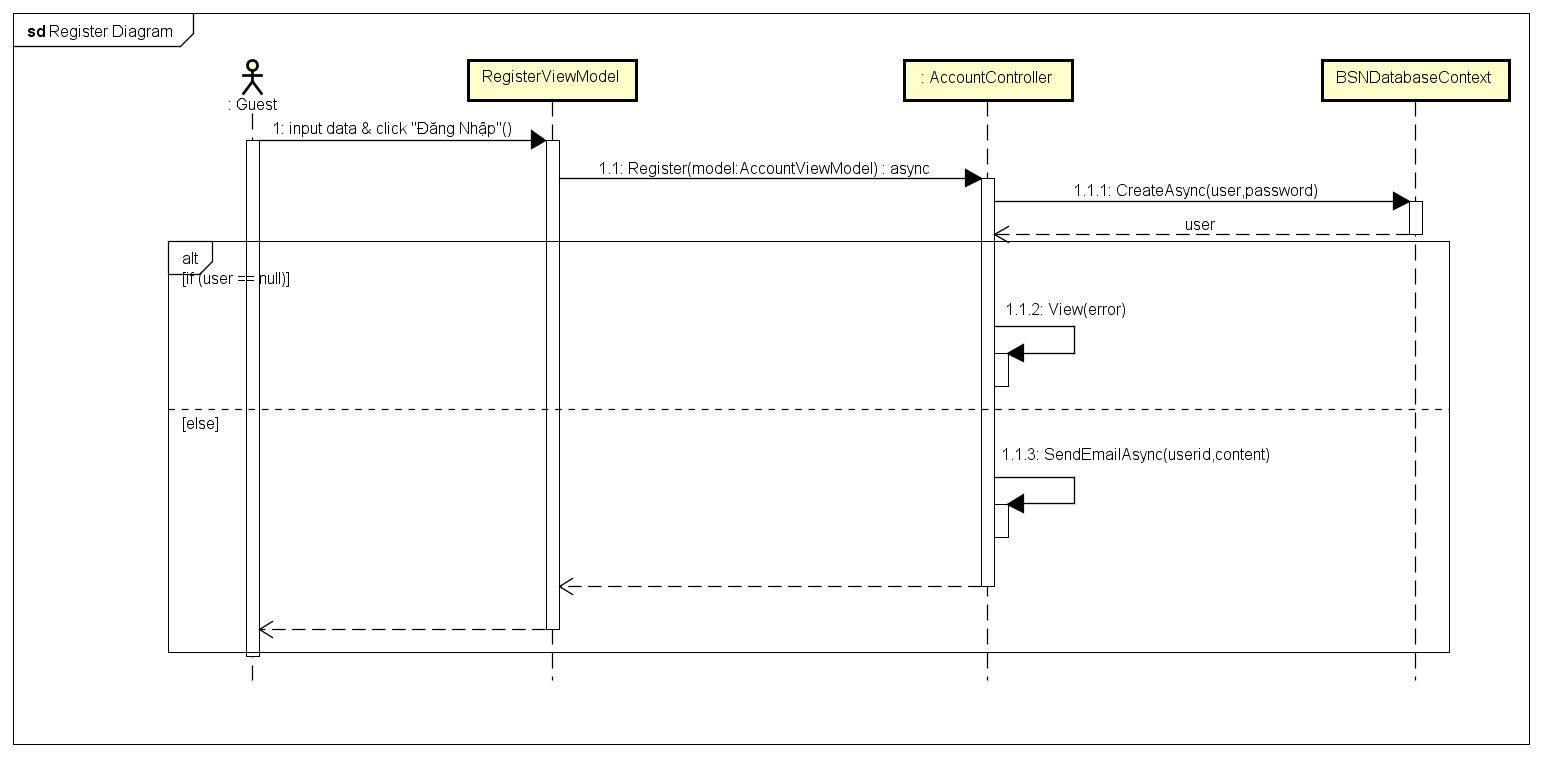 sd Register Diagram
: Guest
RegisterViewModel
: AccountController
BSNDatabaseContext
1: input data & click "Đăng Nhập"()
1.1: Register(model:AccountViewModel) : async
1.1.1: CreateAsync(user,password)
user
alt
[if (user == null)]
1.1.2: View(error)
[else]
1.1.3: SendEmailAsync(userid,content)